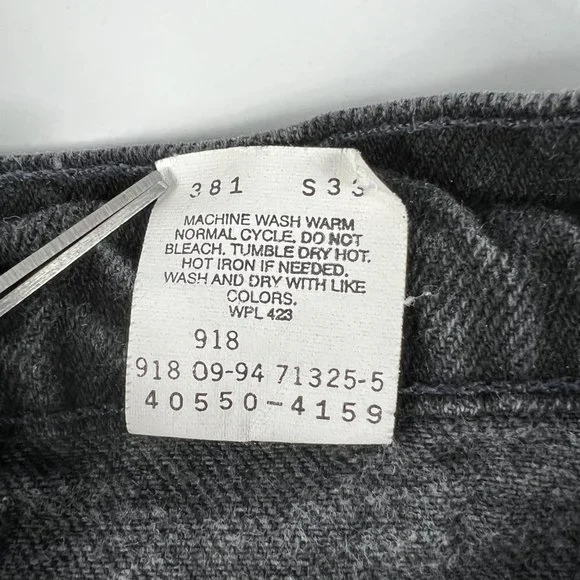 381 S33
MACHINE WASH WARM
NORMAL CYCLE. DO NOT
BLEACH. TUMBLE DRY HOT.
HOT IRON IF NEEDED.
WASH AND DRY WITH LIKE
COLORS.
WPL 423
918
918 09-94 71325-5
40550-4159